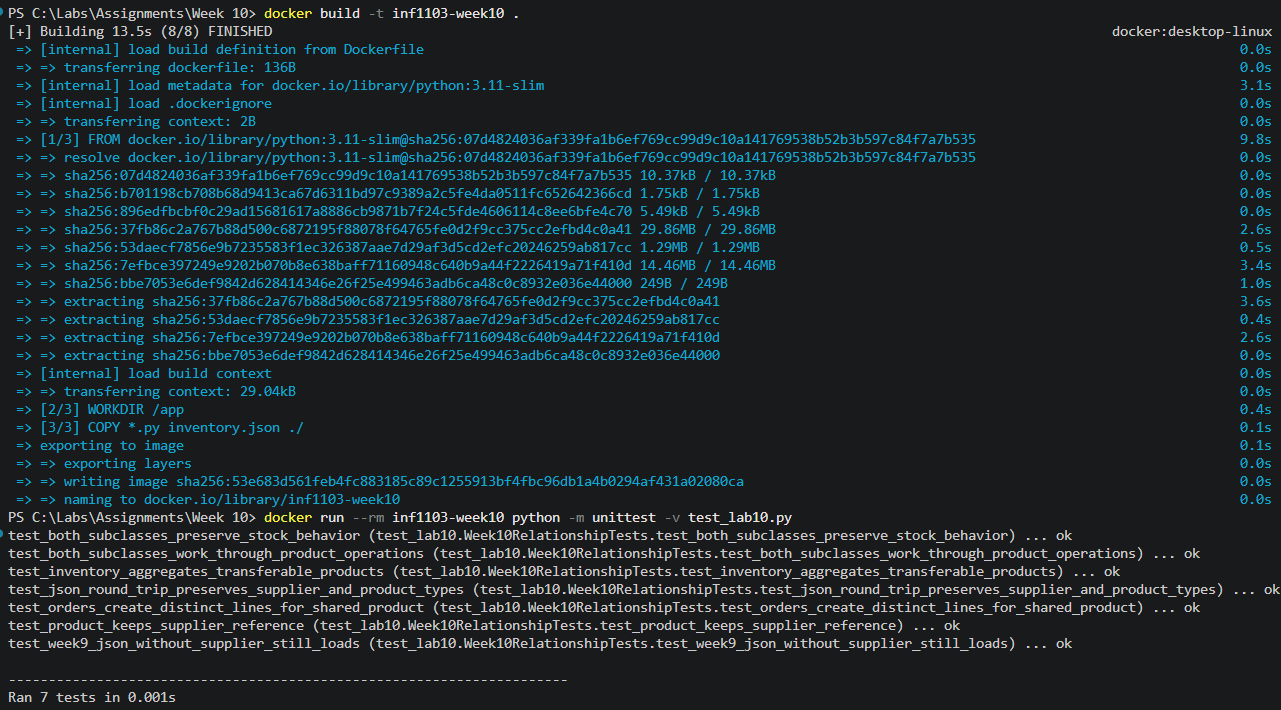 PS C:\Labs\Assignments\Week 10> docker build -t inf1103-week10 .
[+] Building 13.5s (8/8) FINISHED docker:desktop-linux
=> [internal] load build definition from Dockerfile 0.0s
=> => transferring dockerfile: 136B 0.0s
=> [internal] load metadata for docker.io/library/python:3.11-slim 3.1s
=> [internal] load .dockerignore 0.0s
=> => transferring context: 2B 0.0s
=> [1/3] FROM docker.io/library/python:3.11-slim@sha256:07d4824036af339fa1b6ef769cc99d9c10a141769538b52b3b597c84f7a7b535 9.8s
=> => resolve docker.io/library/python:3.11-slim@sha256:07d4824036af339fa1b6ef769cc99d9c10a141769538b52b3b597c84f7a7b535 0.0s
=> => sha256:07d4824036af339fa1b6ef769cc99d9c10a141769538b52b3b597c84f7a7b535 10.37kB / 10.37kB 0.0s
=> => sha256:b701198cb708b68d9413ca67d6311bd97c9389a2c5fe4da0511fc652642366cd 1.75kB / 1.75kB 0.0s
=> => sha256:896edfbcbf0c29ad15681617a8886cb9871b7f24c5fde4606114c8ee6bfe4c70 5.49kB / 5.49kB 0.0s
=> => sha256:37fb86c2a767b88d500c6872195f88078f64765fe0d2f9cc375cc2efbd4c0a41 29.86MB / 29.86MB 2.6s
=> => sha256:53daecf7856e9b7235583f1ec326387aae7d29af3d5cd2efc20246259ab817cc 1.29MB / 1.29MB 0.5s
=> => sha256:7efbce397249e9202b070b8e638baff71160948c640b9a44f2226419a71f410d 14.46MB / 14.46MB 3.4s
=> => sha256:bbe7053e6def9842d628414346e26f25e499463adb6ca48c0c8932e036e44000 249B / 249B 1.0s
=> => extracting sha256:37fb86c2a767b88d500c6872195f88078f64765fe0d2f9cc375cc2efbd4c0a41 3.6s
=> => extracting sha256:53daecf7856e9b7235583f1ec326387aae7d29af3d5cd2efc20246259ab817cc 0.4s
=> => extracting sha256:7efbce397249e9202b070b8e638baff71160948c640b9a44f2226419a71f410d 2.6s
=> => extracting sha256:bbe7053e6def9842d628414346e26f25e499463adb6ca48c0c8932e036e44000 0.0s
=> [internal] load build context 0.0s
=> => transferring context: 29.04kB 0.0s
=> [2/3] WORKDIR /app 0.4s
=> [3/3] COPY *.py inventory.json ./ 0.1s
=> exporting to image 0.1s
=> => exporting layers 0.0s
=> => writing image sha256:53e683d561feb4fc883185c89c1255913bf4fbc96db1a4b0294af431a02080ca 0.0s
=> => naming to docker.io/library/inf1103-week10 0.0s
PS C:\Labs\Assignments\Week 10> docker run --rm inf1103-week10 python -m unittest -v test_lab10.py
test_both_subclasses_preserve_stock_behavior (test_lab10.Week10RelationshipTests.test_both_subclasses_preserve_stock_behavior) ... ok
test_both_subclasses_work_through_product_operations (test_lab10.Week10RelationshipTests.test_both_subclasses_work_through_product_operations) ... ok
test_inventory_aggregates_transferable_products (test_lab10.Week10RelationshipTests.test_inventory_aggregates_transferable_products) ... ok
test_json_round_trip_preserves_supplier_and_product_types (test_lab10.Week10RelationshipTests.test_json_round_trip_preserves_supplier_and_product_types) ... ok
test_orders_create_distinct_lines_for_shared_product (test_lab10.Week10RelationshipTests.test_orders_create_distinct_lines_for_shared_product) ... ok
test_product_keeps_supplier_reference (test_lab10.Week10RelationshipTests.test_product_keeps_supplier_reference) ... ok
test_week9_json_without_supplier_still_loads (test_lab10.Week10RelationshipTests.test_week9_json_without_supplier_still_loads) ... ok
----------------------------------------------------------------------
Ran 7 tests in 0.001s